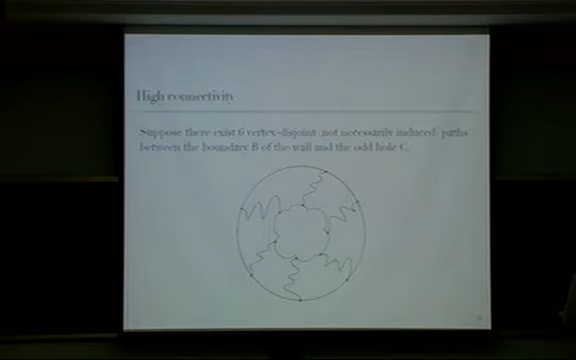 High connectivity
Suppose there exist 6 vertex-disjoint (not necessarily induced) paths
between the boundary B of the wall and the odd hole C.